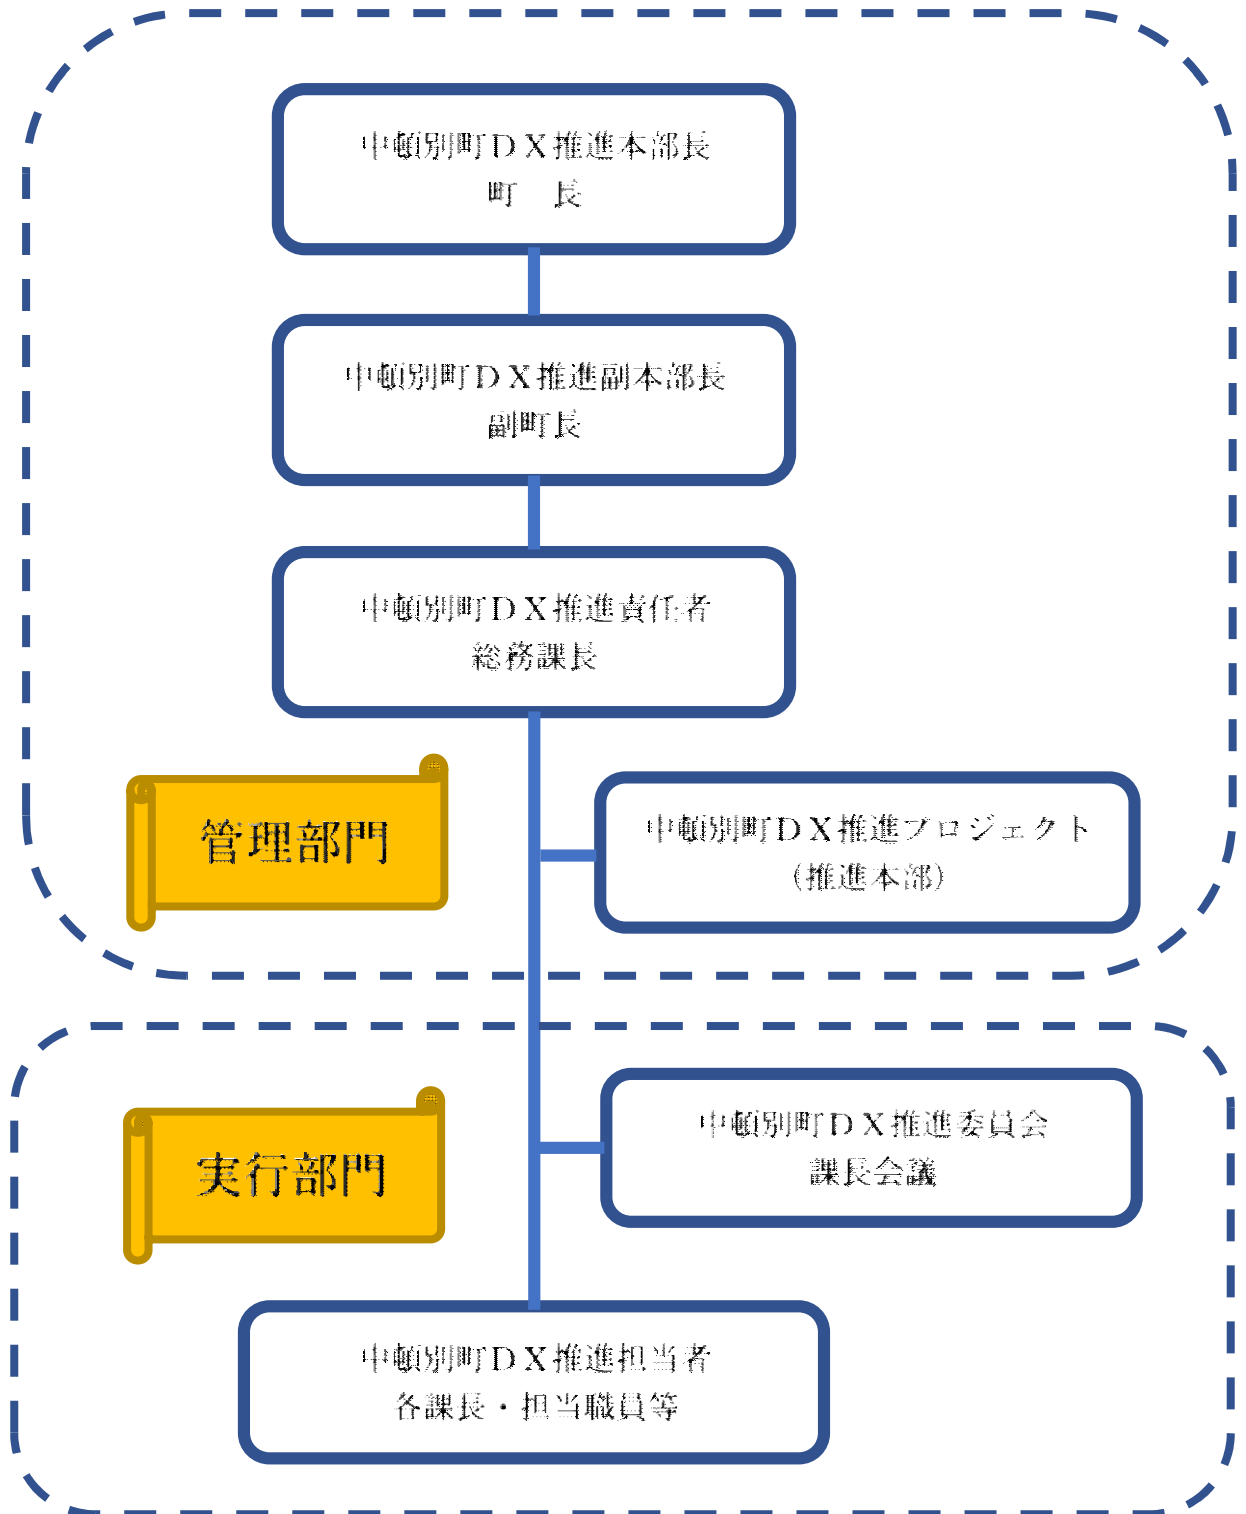 中頓別町ＤＸ推進本部長
町　長
中頓別町ＤＸ推進副本部長
副町長
中頓別町ＤＸ推進責任者
総務課長
管理部門
中頓別町ＤＸ推進プロジェクト
（推進本部）
中頓別町ＤＸ推進委員会
課長会議
実行部門
中頓別町ＤＸ推進担当者
各課長・担当職員等